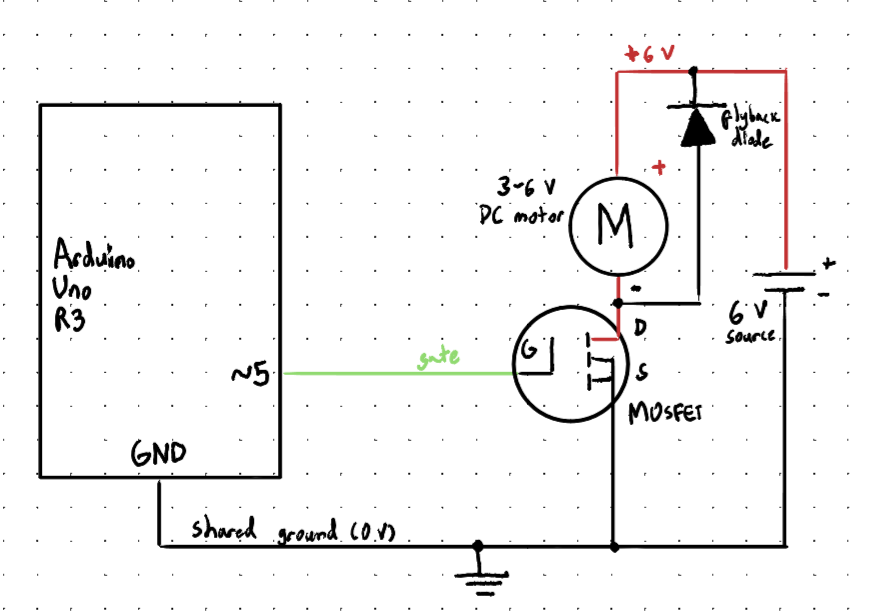 +6 V
flyback
diode
+
3-6 V
DC motor
M
Arduino
Uno
R3
-
+
-
6 V
source
D
G
S
gate
~5
MOSFET
GND
shared ground (0 V)